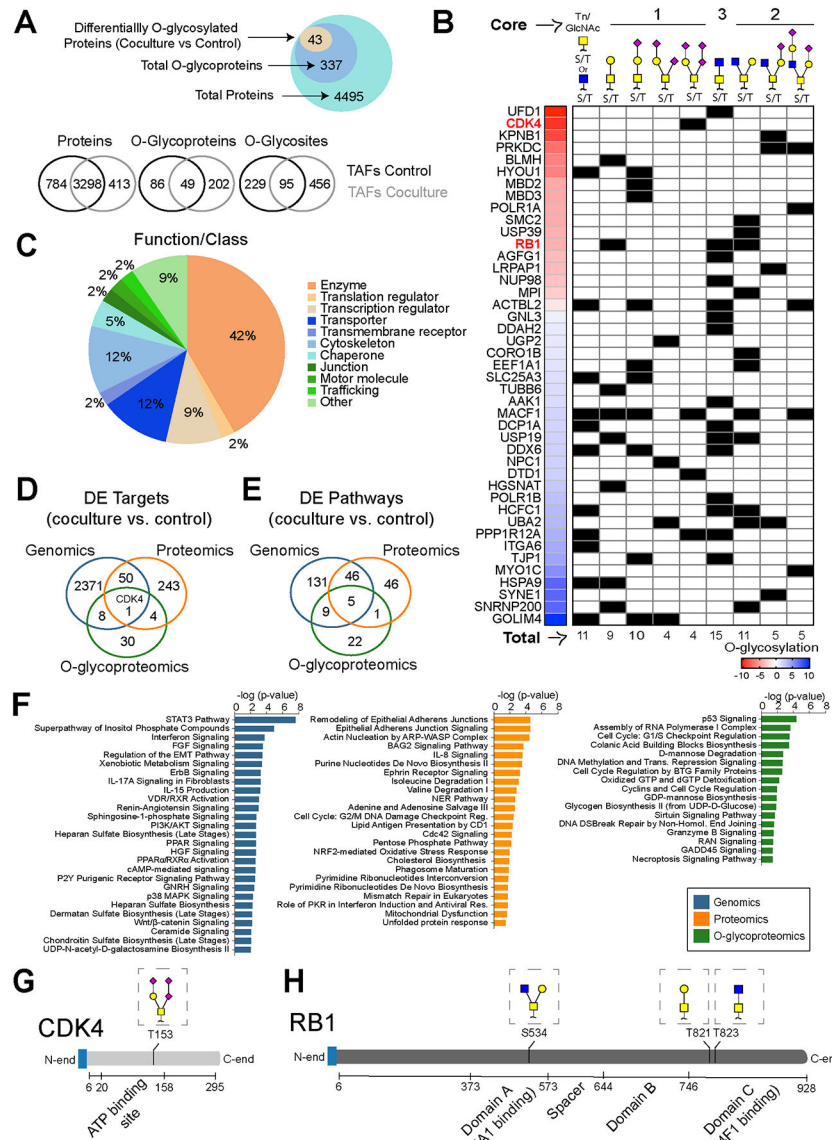 A
Differentiallly O-glycosylated
Proteins (Coculture vs Control)
43
Total O-glycoproteins
337
Total Proteins
4495
Proteins
O-Glycoproteins
O-Glycosites
784 3298 413
86 49 202
229 95 456
TAFs Control
TAFs Coculture
B
Core
Tn/
GlcNAc
S/T
Or
1
3
2
S/T S/T S/T S/T S/T S/T S/T S/T S/T
UFD1
CDK4
KPNB1
PRKDC
BLMH
HYOU1
MBD2
MBD3
POLR1A
SMC2
USP39
RB1
AGFG1
LRPAP1
NUP98
MPI
ACTBL2
GNL3
DDAH2
UGP2
CORO1B
EEF1A1
SLC25A3
TUBB6
AAK1
MACF1
DCP1A
USP19
DDX6
NPC1
DTD1
HGSNAT
POLR1B
HCFC1
UBA2
PPP1R12A
ITGA6
TJP1
MYO1C
HSPA9
SYNE1
SNRNP200
GOLIM4
Total
11 9 10 4 4 15 11 5 5
O-glycosylation
-10 -5 0 5 10
C
Function/Class
42%
2%
9%
12%
2%
12%
5%
2%
2%
2%
9%
Enzyme
Translation regulator
Transcription regulator
Transporter
Transmembrane receptor
Cytoskeleton
Chaperone
Junction
Motor molecule
Trafficking
Other
D
DE Targets
(coculture vs. control)
Genomics
Proteomics
2371
50
243
CDK4
1
8
4
30
O-glycoproteomics
E
DE Pathways
(coculture vs. control)
Genomics
Proteomics
131
46
46
9
5
1
22
O-glycoproteomics
F
-log (p-value)
0 2 4 6 8
STAT3 Pathway
Superpathway of Inositol Phosphate Compounds
Interferon Signaling
FGF Signaling
Regulation of the EMT Pathway
Xenobiotic Metabolism Signaling
ErbB Signaling
IL-17A Signaling in Fibroblasts
IL-15 Production
VDR/RXR Activation
Renin-Angiotensin Signaling
Sphingosine-1-phosphate Signaling
PI3K/AKT Signaling
Heparan Sulfate Biosynthesis (Late Stages)
PPAR Signaling
HGF Signaling
PPARα/RXRα Activation
cAMP-mediated signaling
P2Y Purigenic Receptor Signaling Pathway
GNRH Signaling
p38 MAPK Signaling
Heparan Sulfate Biosynthesis
Dermatan Sulfate Biosynthesis (Late Stages)
Wnt/β-catenin Signaling
Ceramide Signaling
Chondroitin Sulfate Biosynthesis (Late Stages)
UDP-N-acetyl-D-galactosamine Biosynthesis II
-log (p-value)
0 2 4 6 8
Remodeling of Epithelial Adherens Junctions
Epithelial Adherens Junction Signaling
Actin Nucleation by ARP-WASP Complex
BAG2 Signaling Pathway
IL-8 Signaling
Purine Nucleotides De Novo Biosynthesis II
Ephrin Receptor Signaling
Isoleucine Degradation I
Valine Degradation I
NER Pathway
Adenine and Adenosine Salvage III
Cell Cycle: G2/M DNA Damage Checkpoint Reg.
Lipid Antigen Presentation by CD1
Cdc42 Signaling
Pentose Phosphate Pathway
NRF2-mediated Oxidative Stress Response
Cholesterol Biosynthesis
Phagosome Maturation
Pyrimidine Ribonucleotides Interconversion
Pyrimidine Ribonucleotides De Novo Biosynthesis
Mismatch Repair in Eukaryotes
Role of PKR in Interferon Induction and Antiviral Res.
Mitochondrial Dysfunction
Unfolded protein response
-log (p-value)
0 2 4 6 8
p53 Signaling
Assembly of RNA Polymerase I Complex
Cell Cycle: G1/S Checkpoint Regulation
Colanic Acid Building Blocks Biosynthesis
D-mannose Degradation
DNA Methylation and Trans. Repression Signaling
Cell Cycle Regulation by BTG Family Proteins
Oxidized GTP and dGTP Detoxification
Cyclins and Cell Cycle Regulation
GDP-mannose Biosynthesis
Glycogen Biosynthesis II (from UDP-D-Glucose)
Sirtuin Signaling Pathway
DNA DSBreak Repair by Non-Homol. End Joining
Granzyme B Signaling
RAN Signaling
GADD45 Signaling
Necroptosis Signaling Pathway
Genomics
Proteomics
O-glycoproteomics
G
CDK4
T153
N-end
C-end
6 20 158 295
ATP binding
site
H
RB1
S534
T821 T823
N-end
C-en
6 373 573 644 746 928
Domain A
A1 binding)
Spacer
Domain B
Domain C
4F1 binding)